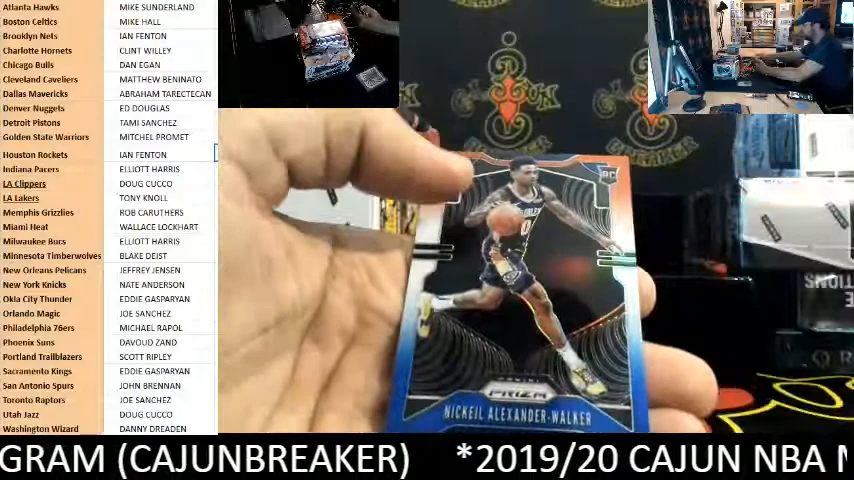 Atlanta Hawks MIKE SUNDERLAND
Boston Celtics MIKE HALL
Brooklyn Nets IAN FENTON
Charlotte Hornets CLINT WILLEY
Chicago Bulls DAN EGAN
Cleveland Cavaliers MATTHEW BENINATO
Dallas Mavericks ABRAHAM TARECTECAN
Denver Nuggets ED DOUGLAS
Detroit Pistons TAMI SANCHEZ
Golden State Warriors MITCHEL PROMET
Houston Rockets IAN FENTON
Indiana Pacers ELLIOTT HARRIS
LA Clippers DOUG CUCCO
LA Lakers TONY KNOLL
Memphis Grizzlies ROB CARUTHERS
Miami Heat WALLACE LOCKHART
Milwaukee Bucs ELLIOTT HARRIS
Minnesota Timberwolves BLAKE DEIST
New Orleans Pelicans JEFFREY JENSEN
New York Knicks NATE ANDERSON
Okla City Thunder EDDIE GASPARYAN
Orlando Magic JOE SANCHEZ
Philadelphia 76ers MICHAEL RAPOL
Phoenix Suns DAVOUD ZAND
Portland Trailblazers SCOTT RIPLEY
Sacramento Kings EDDIE GASPARYAN
San Antonio Spurs JOHN BRENNAN
Toronto Raptors JOE SANCHEZ
Utah Jazz DOUG CUCCO
Washington Wizard DANNY DREADEN
RC
PANINI
PRIZM
NICKEIL ALEXANDER-WALKER
GRAM (CAJUNBREAKER) *2019/20 CAJUN NBA